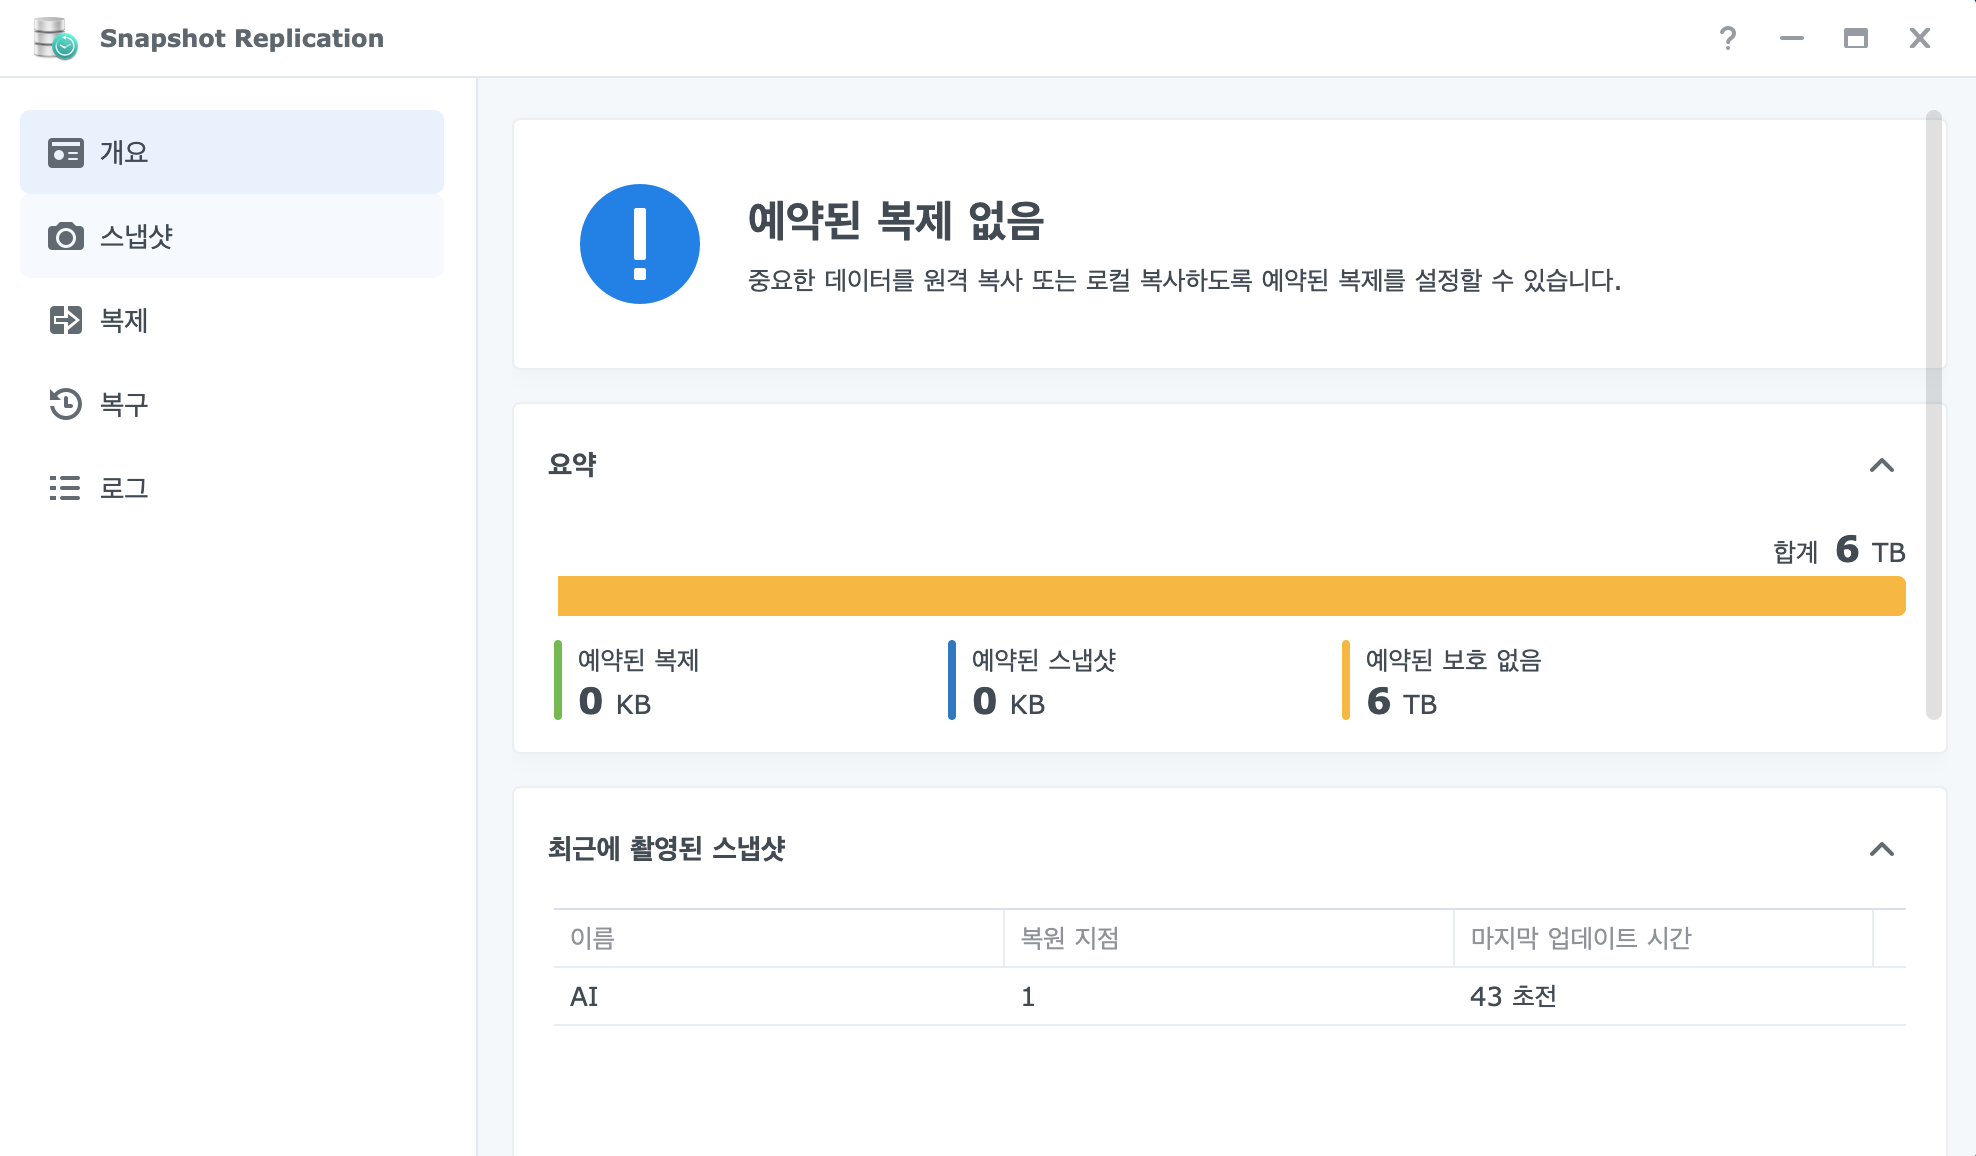 Snapshot Replication
개요
스냅샷
복제
복구
로그
예약된 복제 없음
중요한 데이터를 원격 복사 또는 로컬 복사하도록 예약된 복제를 설정할 수 있습니다.
요약
합계 6 TB
예약된 복제
0 KB
예약된 스냅샷
0 KB
예약된 보호 없음
6 TB
최근에 촬영된 스냅샷
이름 복원 지점 마지막 업데이트 시간
AI 1 43 초전